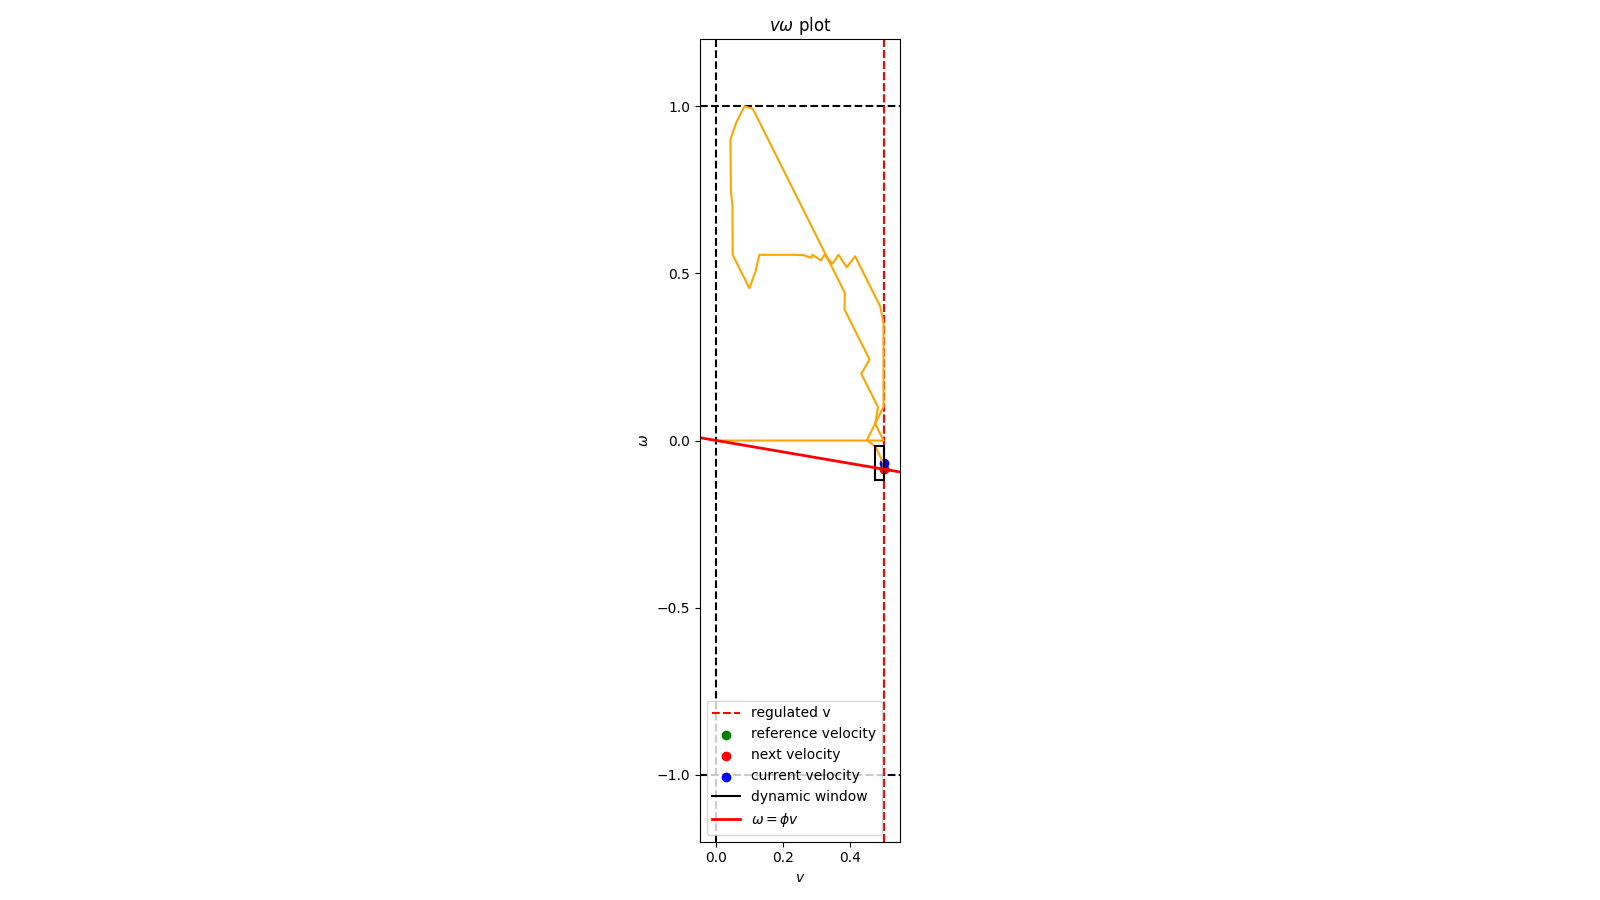 vω plot
1.0
0.5
ω
0.0
−0.5
−1.0
regulated v
reference velocity
next velocity
current velocity
dynamic window
ω = ϕv
0.0 0.2 0.4
v